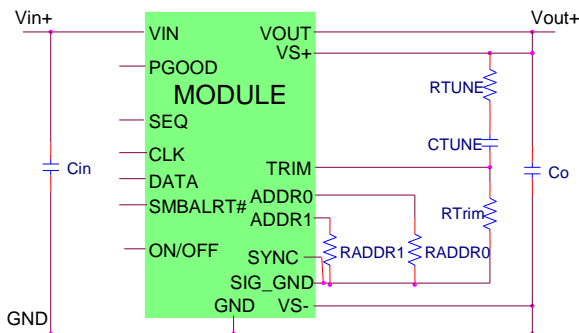 Vin+
Vout+
VIN
VOUT
VS+
PGOOD
RTUNE
MODULE
SEQ
CTUNE
CLK
TRIM
Cin
Co
DATA
ADDR0
SMBALRT#
RTrim
ADDR1
ON/OFF
SYNC
RADDR1
RADDR0
SIG_GND
GND
GND
VS-